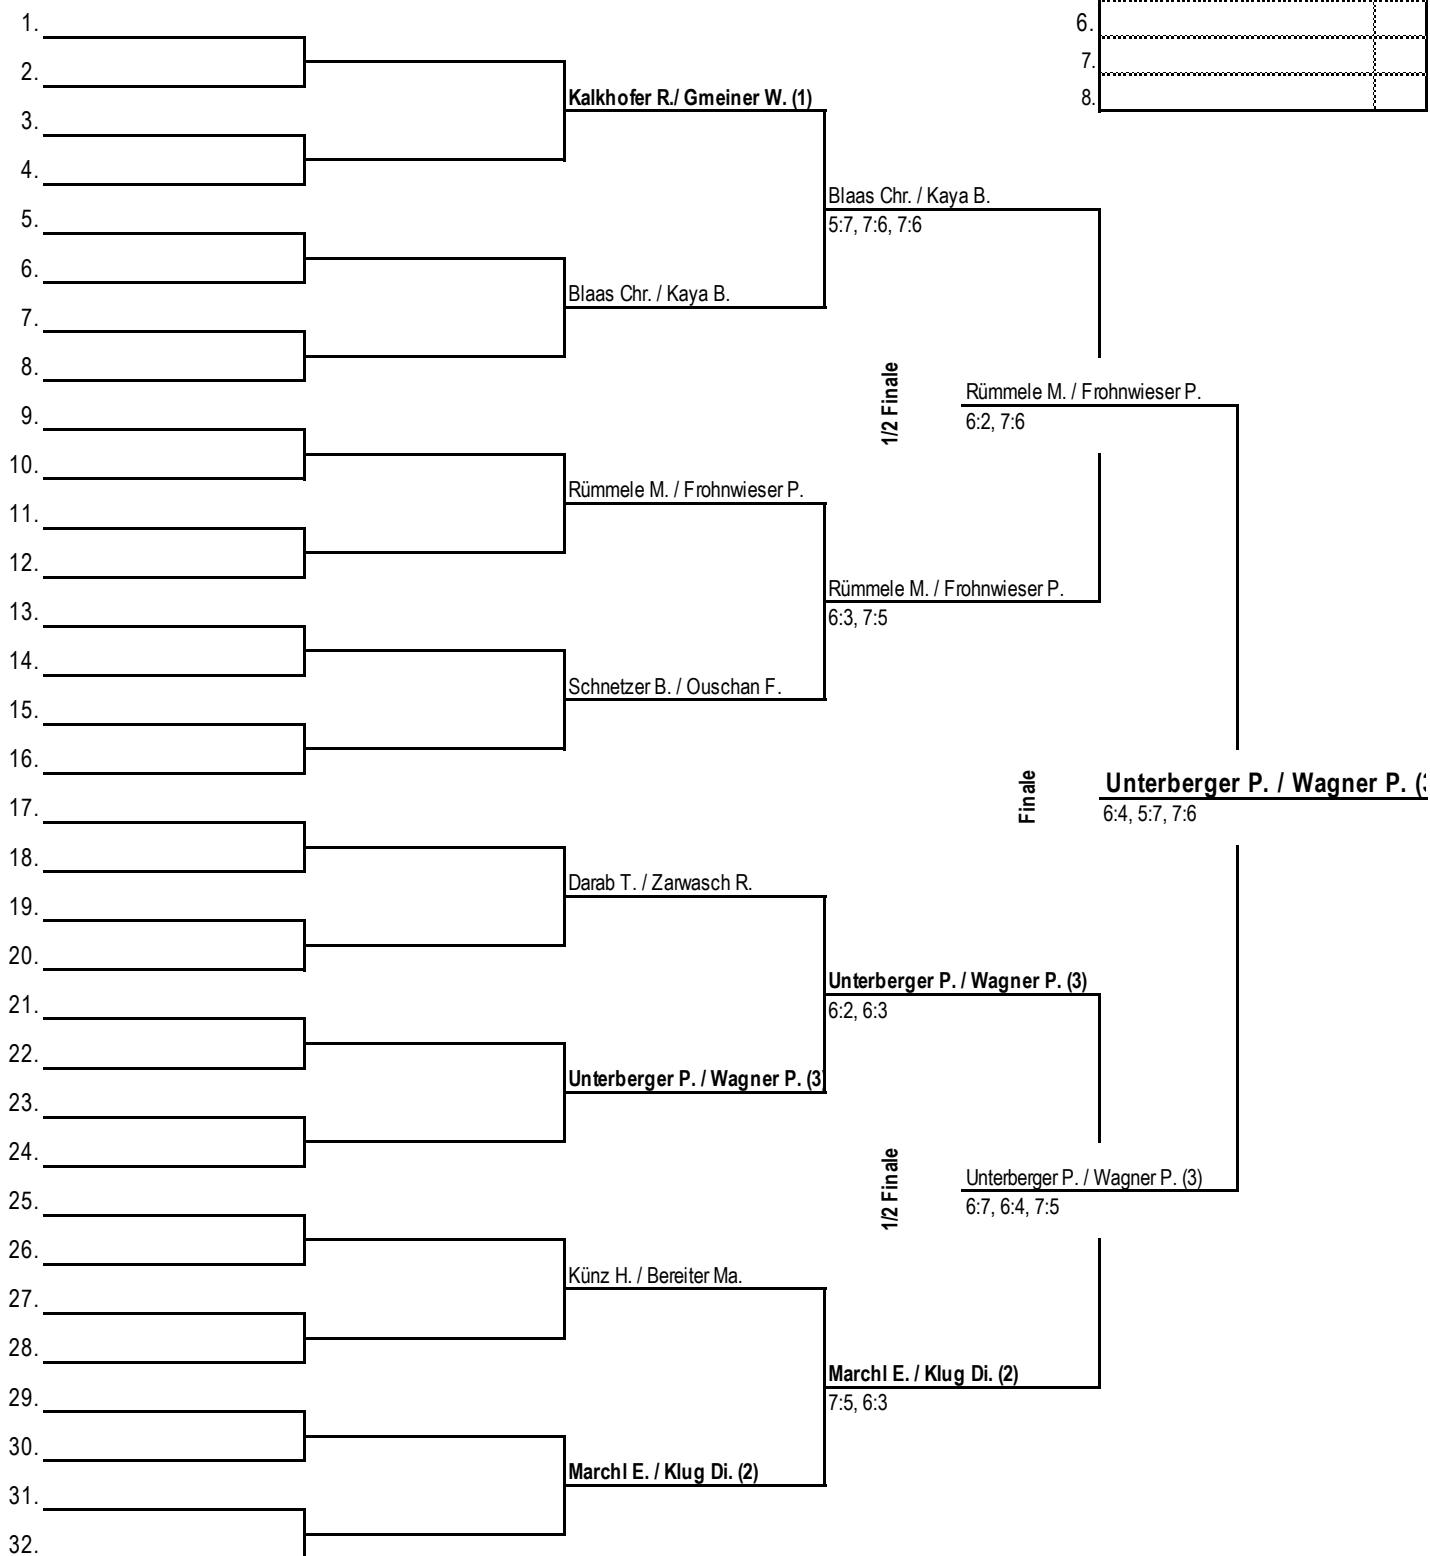 1.
2.
3.
4.
5.
6.
7.
8.
9.
10.
11.
12.
13.
14.
15.
16.
17.
18.
19.
20.
21.
22.
23.
24.
25.
26.
27.
28.
29.
30.
31.
32.
Kalkhofer R./ Gmeiner W. (1)
Blaas Chr. / Kaya B.
Rümmele M. / Frohnwieser P.
Schnetzer B. / Ouschan F.
Darab T. / Zarwasch R.
Unterberger P. / Wagner P. (3)
Künz H. / Bereiter Ma.
Marchl E. / Klug Di. (2)
Blaas Chr. / Kaya B.
5:7, 7:6, 7:6
Rümmele M. / Frohnwieser P.
6:3, 7:5
Unterberger P. / Wagner P. (3)
6:2, 6:3
Marchl E. / Klug Di. (2)
7:5, 6:3
1/2 Finale
Rümmele M. / Frohnwieser P.
6:2, 7:6
1/2 Finale
Unterberger P. / Wagner P. (3)
6:7, 6:4, 7:5
Finale
Unterberger P. / Wagner P. (3
6:4, 5:7, 7:6
6.
7.
8.